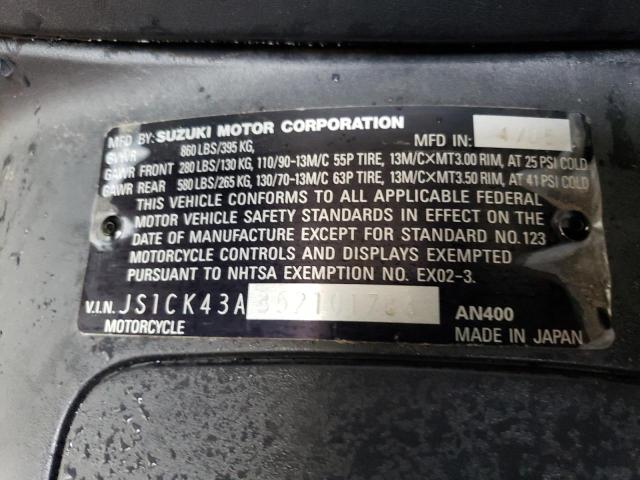 MFD BY: SUZUKI MOTOR CORPORATION MFD IN:
GVWR 860 LBS/395 KG,
GAWR FRONT 280 LBS/130 KG, 110/90-13M/C 55P TIRE, 13M/C×MT3.00 RIM, AT 25 PSI COLD
GAWR REAR 580 LBS/265 KG, 130/70-13M/C 63P TIRE, 13M/C×MT3.50 RIM, AT 41 PSI COLD
THIS VEHICLE CONFORMS TO ALL APPLICABLE FEDERAL
MOTOR VEHICLE SAFETY STANDARDS IN EFFECT ON THE
DATE OF MANUFACTURE EXCEPT FOR STANDARD NO. 123
MOTORCYCLE CONTROLS AND DISPLAYS EXEMPTED
PURSUANT TO NHTSA EXEMPTION NO. EX02-3.
V.I.N. JS1CK43A AN400
MOTORCYCLE MADE IN JAPAN